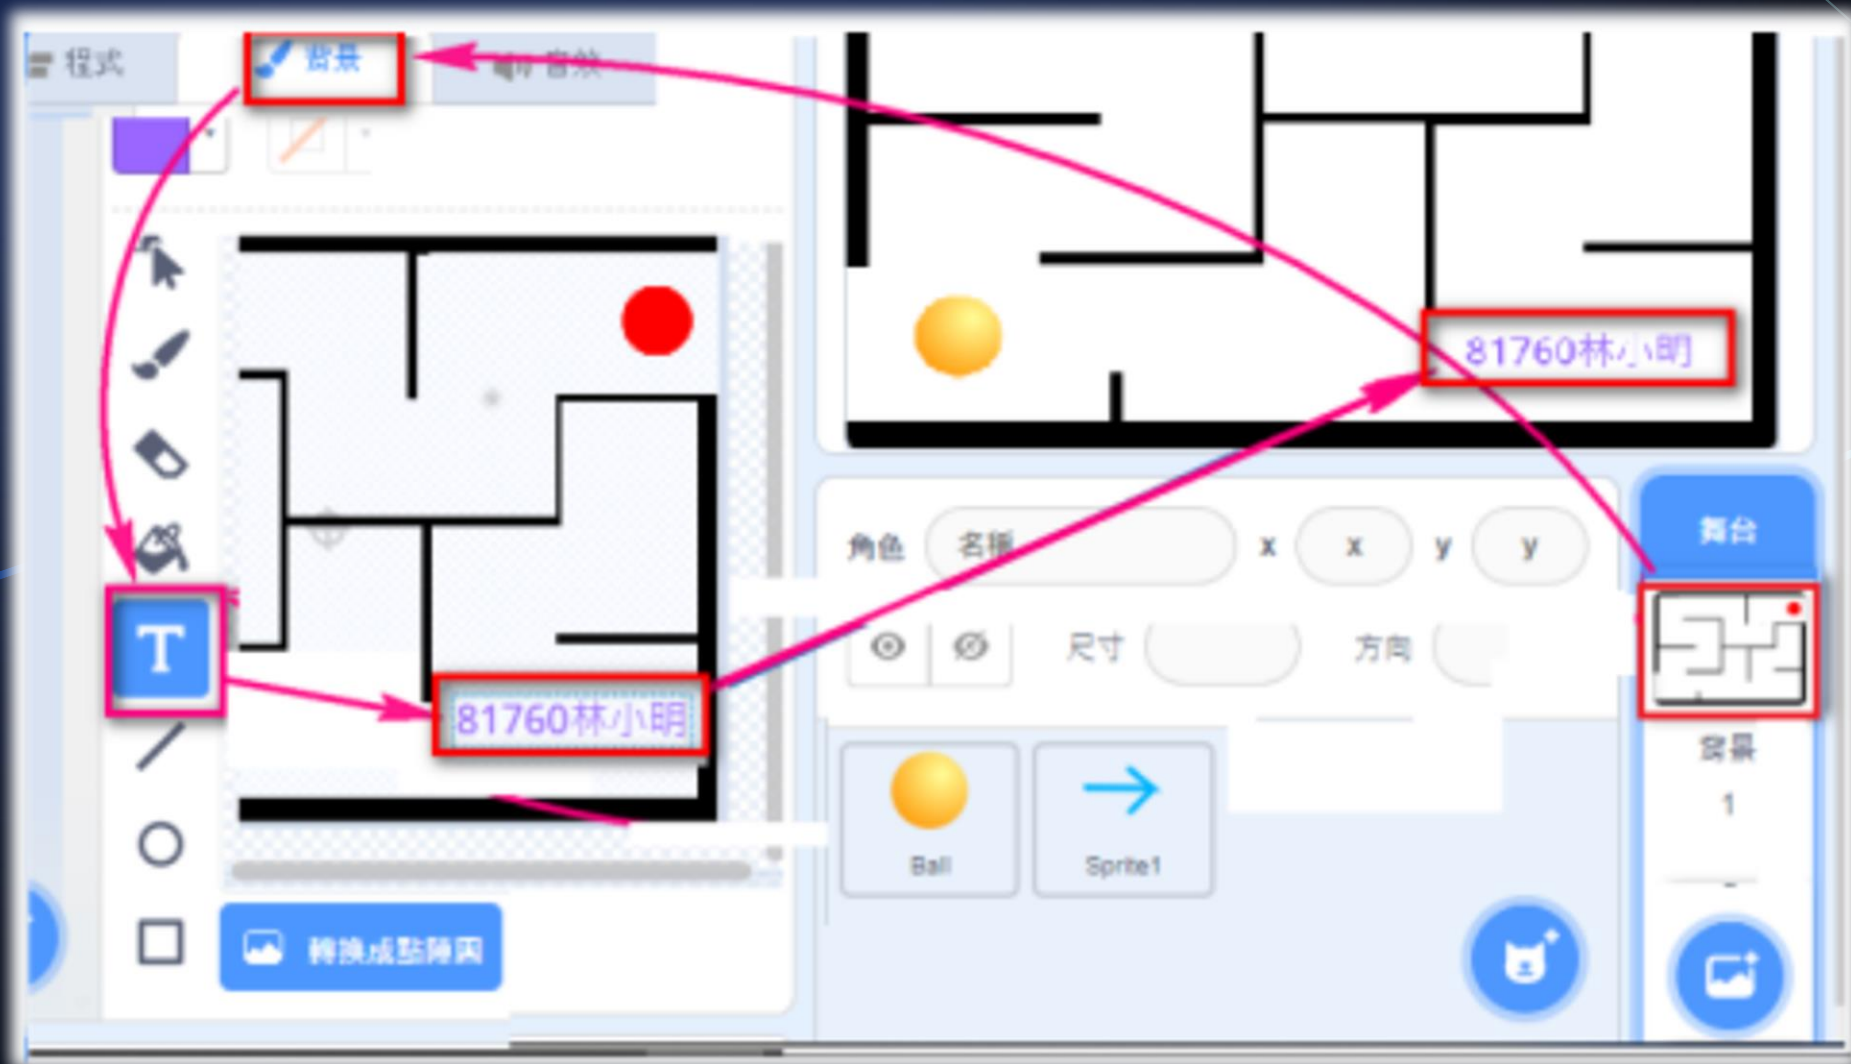 程式
背景
音效
81760林小明
角色
名稱
x
x
y
y
舞台
尺寸
方向
T
81760林小明
背景
1
Ball
Sprite1
轉換成點陣圖